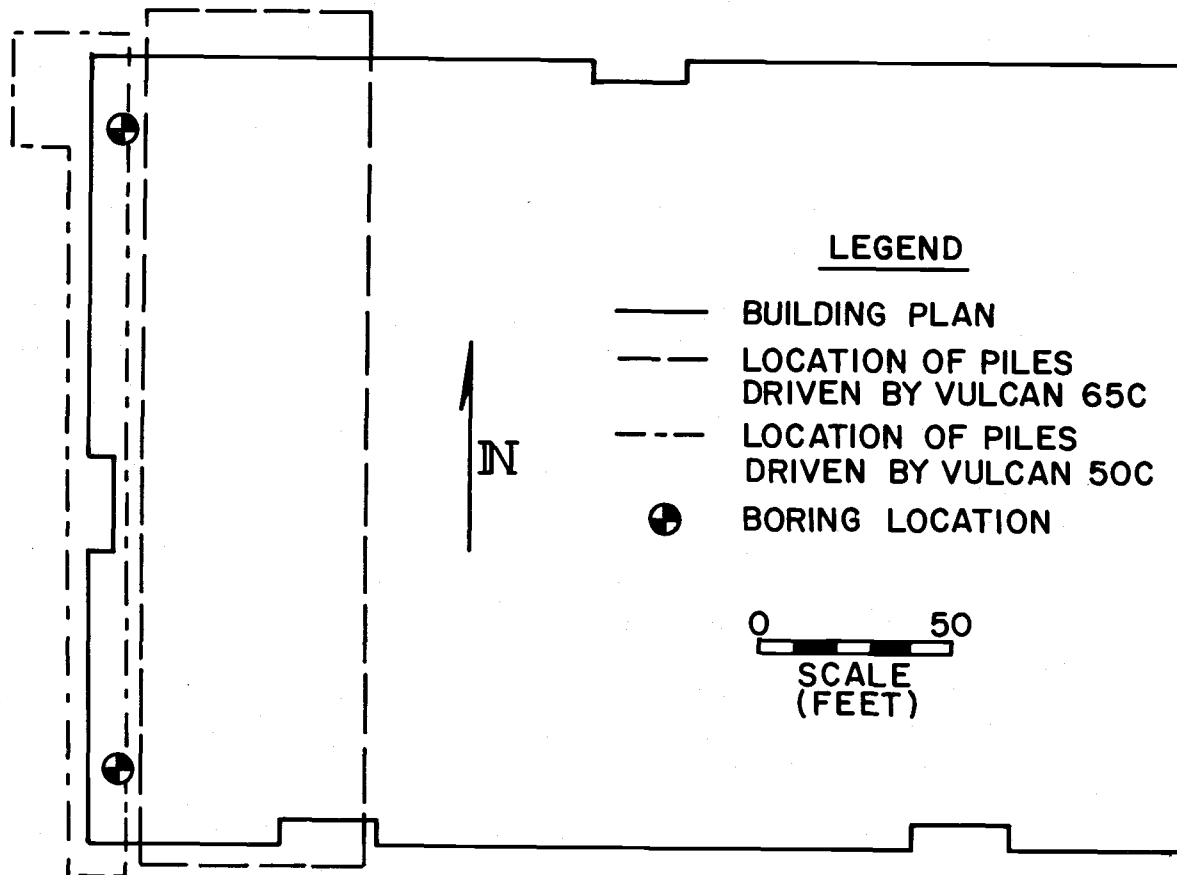 LEGEND
BUILDING PLAN
LOCATION OF PILES
DRIVEN BY VULCAN 65C
LOCATION OF PILES
DRIVEN BY VULCAN 50C
BORING LOCATION
N
0 50
SCALE
(FEET)